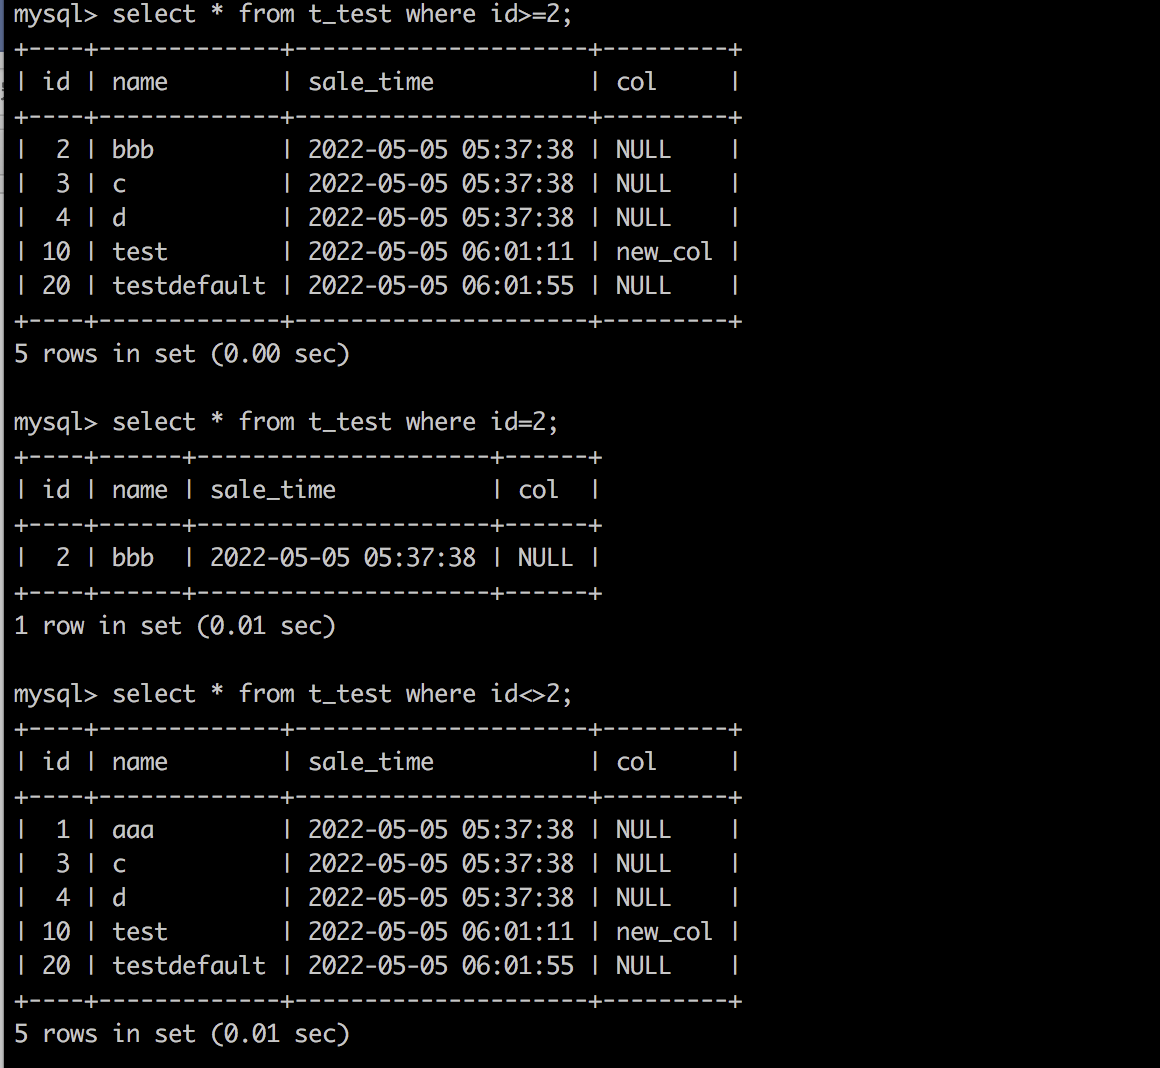 mysql> select * from t_test where id>=2;
+----+-------------+---------------------+---------+
| id | name        | sale_time           | col     |
+----+-------------+---------------------+---------+
|  2 | bbb         | 2022-05-05 05:37:38 | NULL    |
|  3 | c           | 2022-05-05 05:37:38 | NULL    |
|  4 | d           | 2022-05-05 05:37:38 | NULL    |
| 10 | test        | 2022-05-05 06:01:11 | new_col |
| 20 | testdefault | 2022-05-05 06:01:55 | NULL    |
+----+-------------+---------------------+---------+
5 rows in set (0.00 sec)

mysql> select * from t_test where id=2;
+----+------+---------------------+------+
| id | name | sale_time           | col  |
+----+------+---------------------+------+
|  2 | bbb  | 2022-05-05 05:37:38 | NULL |
+----+------+---------------------+------+
1 row in set (0.01 sec)

mysql> select * from t_test where id<>2;
+----+-------------+---------------------+---------+
| id | name        | sale_time           | col     |
+----+-------------+---------------------+---------+
|  1 | aaa         | 2022-05-05 05:37:38 | NULL    |
|  3 | c           | 2022-05-05 05:37:38 | NULL    |
|  4 | d           | 2022-05-05 05:37:38 | NULL    |
| 10 | test        | 2022-05-05 06:01:11 | new_col |
| 20 | testdefault | 2022-05-05 06:01:55 | NULL    |
+----+-------------+---------------------+---------+
5 rows in set (0.01 sec)